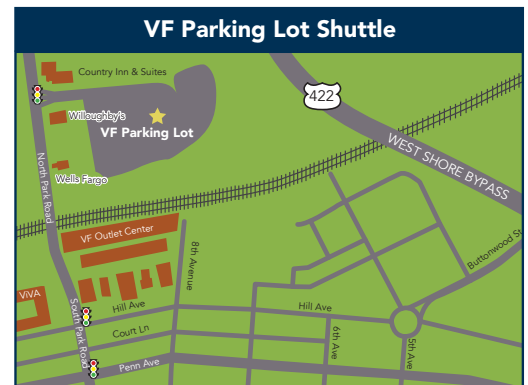 VF Parking Lot Shuttle
Country Inn & Suites
422
Willoughby's
VF Parking Lot
WEST SHORE BYPASS
North Park Road
Wells Fargo
VF Outlet Center
8th Avenue
Buttonwood St
ViVA
South Park Road
Hill Ave
Hill Ave
Court Ln
6th Ave
5th Ave
Penn Ave